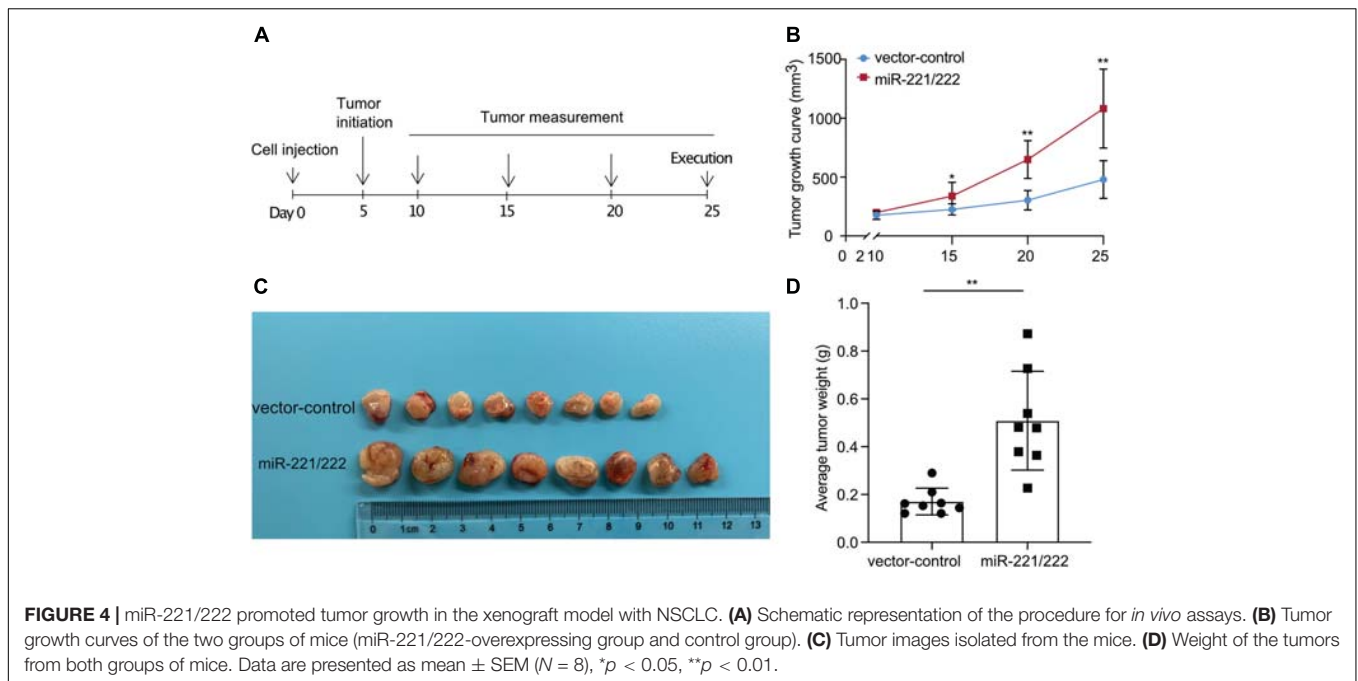 A
Tumor
initiation
Tumor measurement
Cell injection
Execution
Day 0 5 10 15 20 25
B
Tumor growth curve (mm³)
1500
1000
500
0
vector-control
miR-221/222
*
**
**
0 2 10 15 20 25
C
vector-control
miR-221/222
0 1cm 2 3 4 5 6 7 8 9 10 11 12 13
D
Average tumor weight (g)
1.0
0.8
0.6
0.4
0.2
0.0
**
vector-control miR-221/222
FIGURE 4 | miR-221/222 promoted tumor growth in the xenograft model with NSCLC. (A) Schematic representation of the procedure for in vivo assays. (B) Tumor
growth curves of the two groups of mice (miR-221/222-overexpressing group and control group). (C) Tumor images isolated from the mice. (D) Weight of the tumors
from both groups of mice. Data are presented as mean ± SEM (N = 8), *p < 0.05, **p < 0.01.